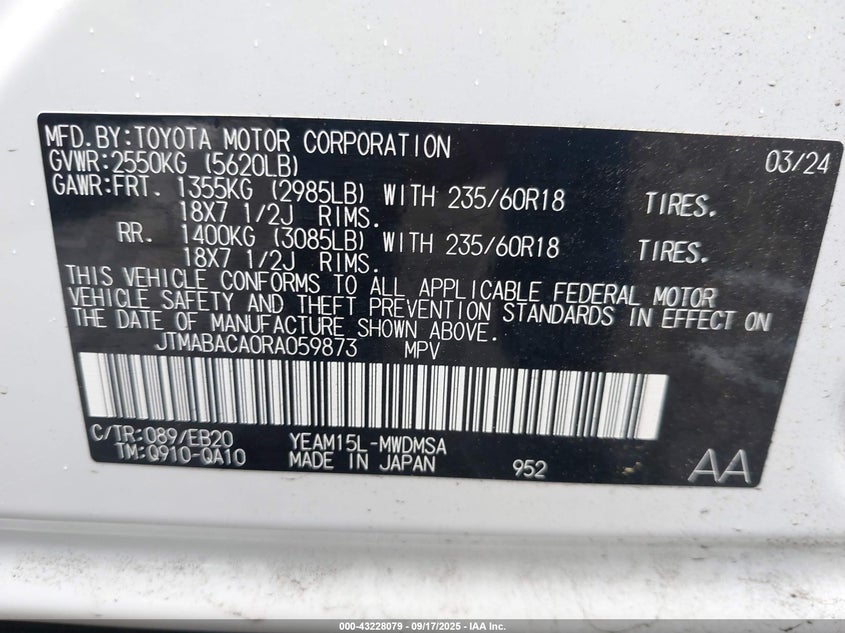 MFD.BY:TOYOTA MOTOR CORPORATION 03/24
GVWR:2550KG (5620LB)
GAWR:FRT. 1355KG (2985LB) WITH 235/60R18 TIRES.
18X7 1/2J RIMS.
RR. 1400KG (3085LB) WITH 235/60R18 TIRES.
18X7 1/2J RIMS.
THIS VEHICLE CONFORMS TO ALL APPLICABLE FEDERAL MOTOR
VEHICLE SAFETY AND THEFT PREVENTION STANDARDS IN EFFECT ON
THE DATE OF MANUFACTURE SHOWN ABOVE.
JTMABACA0RA059873 MPV
C/TR:089/EB20 YEAM15L-MWDMSA
TM:Q910-QA10 MADE IN JAPAN 952 AA
000-43228079 - 09/17/2025 - IAA Inc.